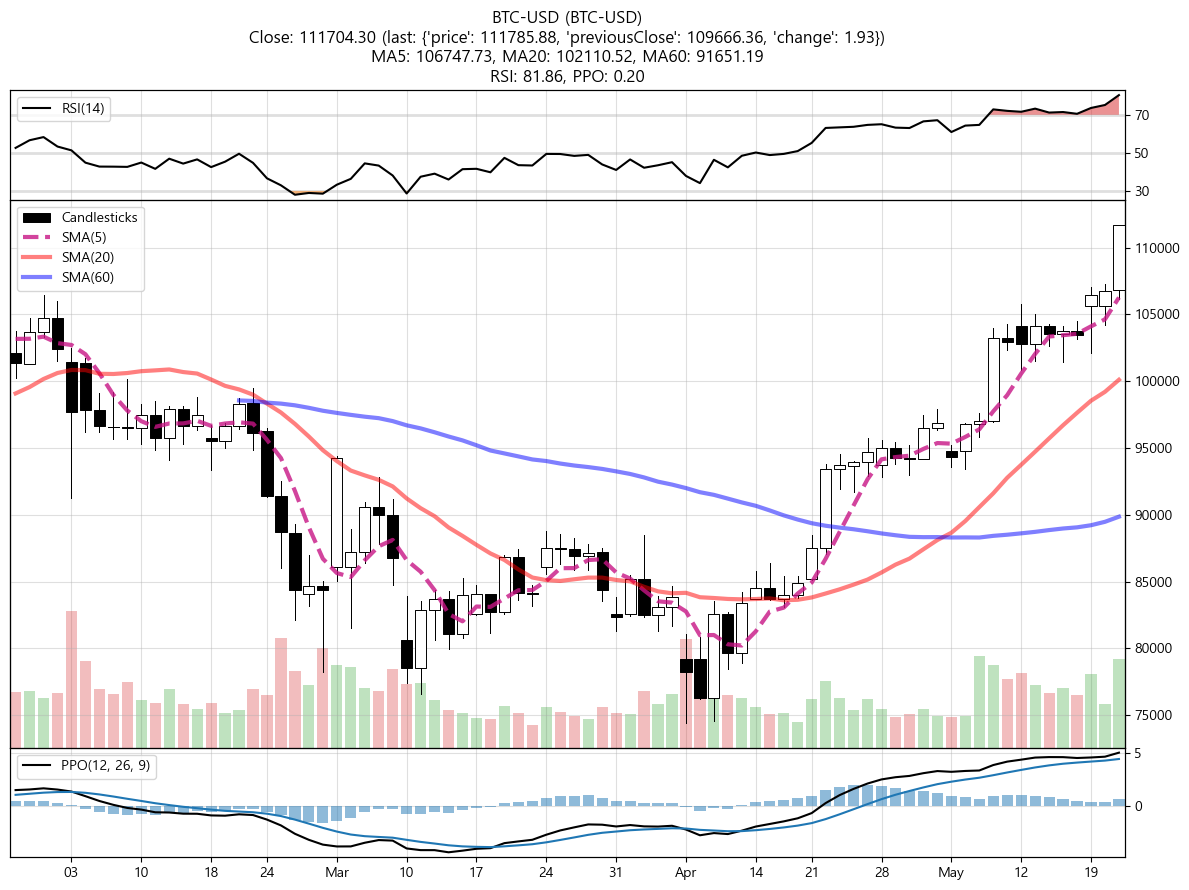 BTC-USD (BTC-USD)
Close: 111704.30 (last: {'price': 111785.88, 'previousClose': 109666.36, 'change': 1.93})
MA5: 106747.73, MA20: 102110.52, MA60: 91651.19
RSI: 81.86, PPO: 0.20
RSI(14)
70
50
30
Candlesticks
SMA(5)
SMA(20)
SMA(60)
110000
105000
100000
95000
90000
85000
80000
75000
PPO(12, 26, 9)
5
0
03 10 18 24 Mar 10 17 24 31 Apr 14 21 28 May 12 19